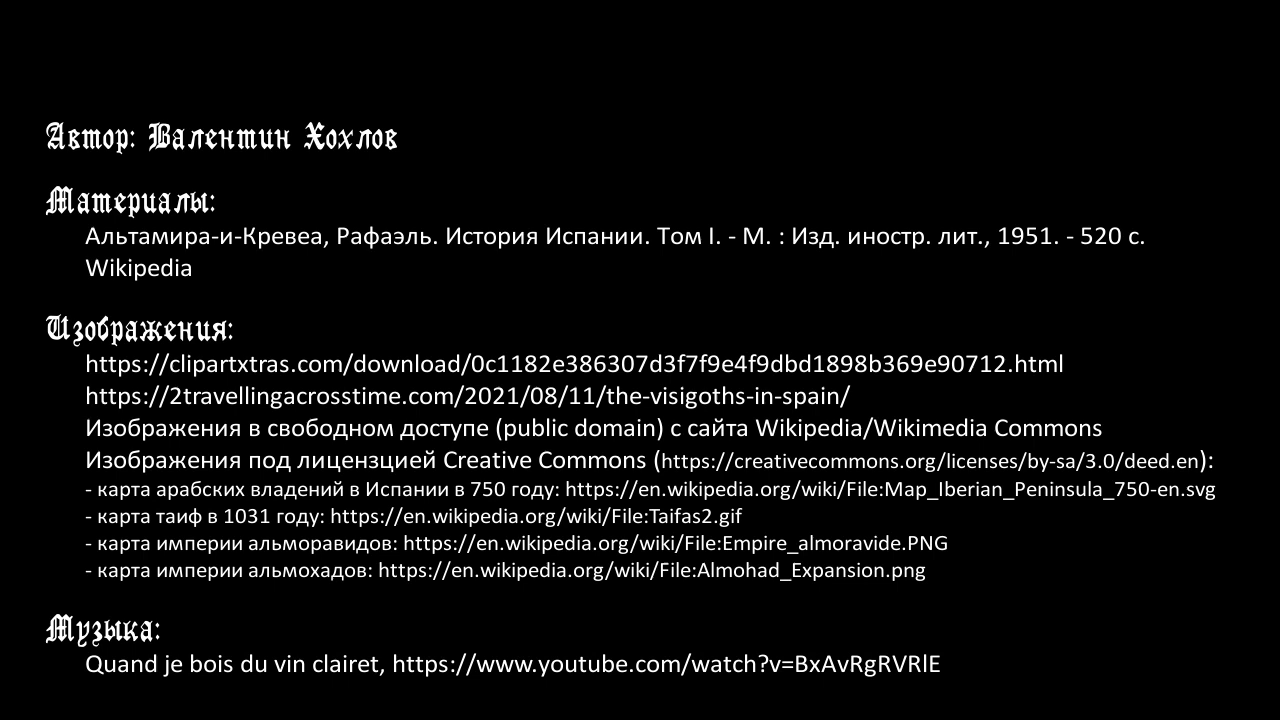 Автор: Валентин Хохлов
Материалы:
Альтамира-и-Кревеа, Рафаэль. История Испании. Том I. - М. : Изд. иностр. лит., 1951. - 520 с.
Wikipedia
Изображения:
https://clipartxtras.com/download/0c1182e386307d3f7f9e4f9dbd1898b369e90712.html
https://2travellingacrosstime.com/2021/08/11/the-visigoths-in-spain/
Изображения в свободном доступе (public domain) с сайта Wikipedia/Wikimedia Commons
Изображения под лицензцией Creative Commons (https://creativecommons.org/licenses/by-sa/3.0/deed.en):
- карта арабских владений в Испании в 750 году: https://en.wikipedia.org/wiki/File:Map_Iberian_Peninsula_750-en.svg
- карта таиф в 1031 году: https://en.wikipedia.org/wiki/File:Taifas2.gif
- карта империи альморавидов: https://en.wikipedia.org/wiki/File:Empire_almoravide.PNG
- карта империи альмохадов: https://en.wikipedia.org/wiki/File:Almohad_Expansion.png
Музыка:
Quand je bois du vin clairet, https://www.youtube.com/watch?v=BxAvRgRVRlE